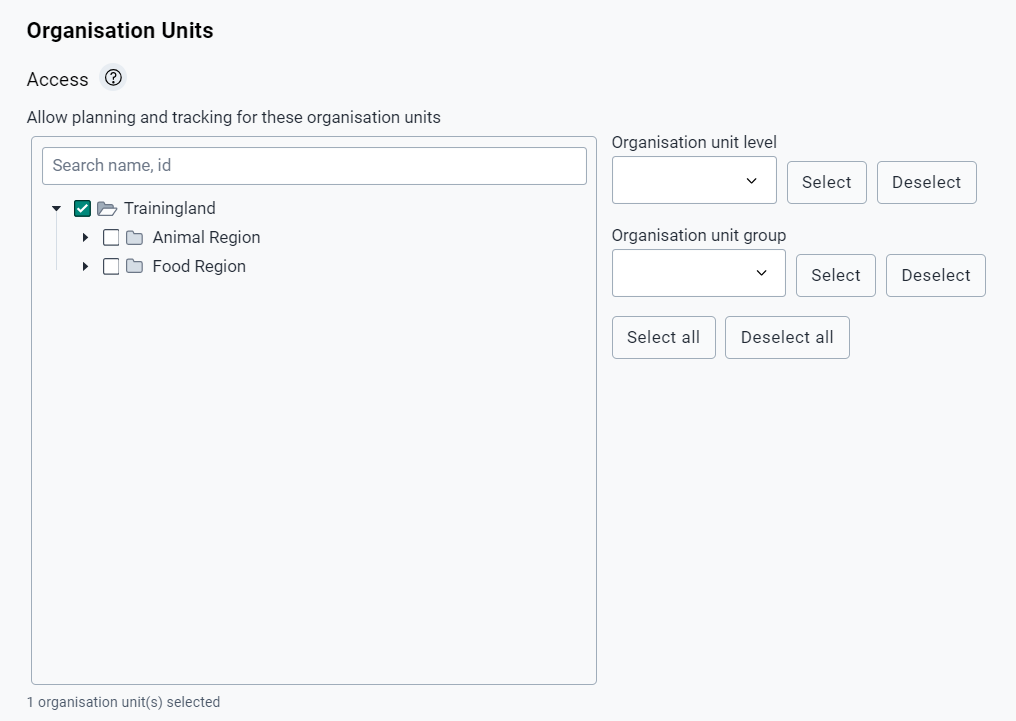 Organisation Units
Access
Allow planning and tracking for these organisation units
Search name, id
Trainingland
Animal Region
Food Region
1 organisation unit(s) selected
Organisation unit level
Select Deselect
Organisation unit group
Select Deselect
Select all Deselect all